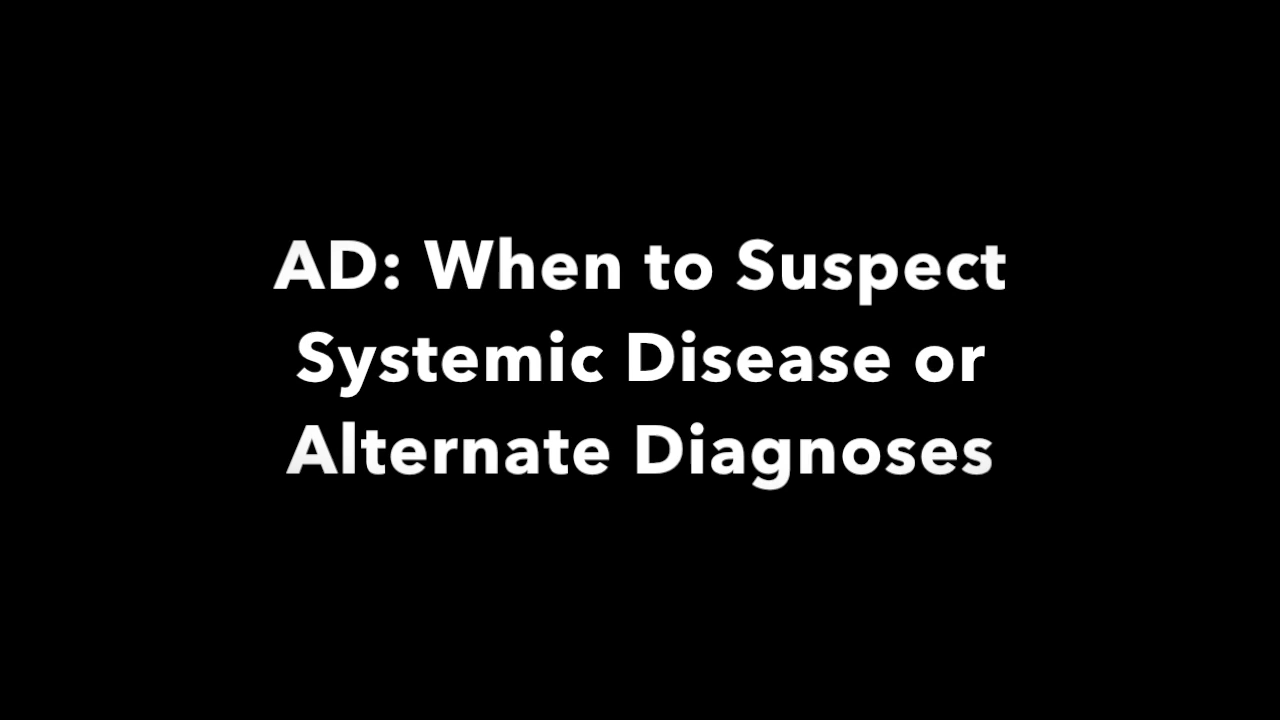 AD: When to Suspect
Systemic Disease or
Alternate Diagnoses